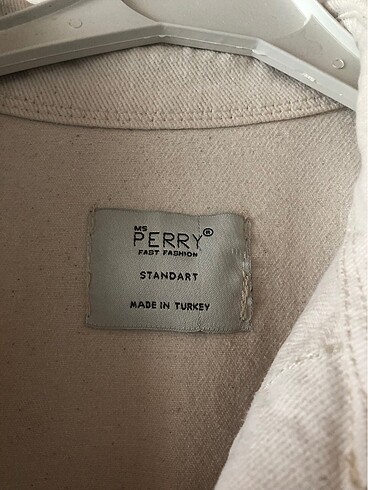 MS
PERRY®
FAST FASHION
STANDART
MADE IN TURKEY